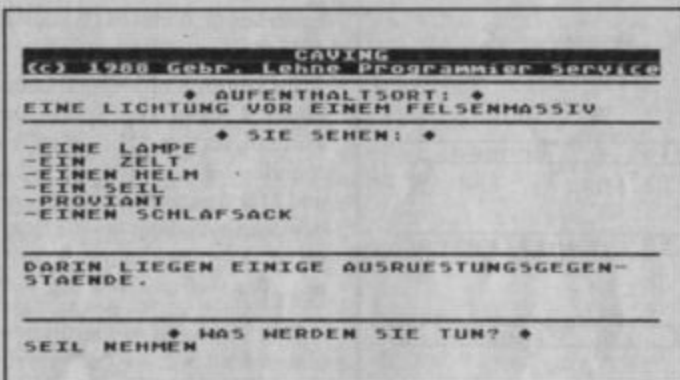 CAVING
(c) 1988 Gebr. Lehne Programmier Service
♦ AUFENTHALTSORT: ♦
EINE LICHTUNG VOR EINEM FELSENMASSIV
♦ SIE SEHEN: ♦
-EINE LAMPE
-EIN ZELT
-EINEN HELM
-EIN SEIL
-PROVIANT
-EINEN SCHLAFSACK
DARIN LIEGEN EINIGE AUSRUESTUNGSGEGEN-
STAENDE.
♦ WAS WERDEN SIE TUN? ♦
SEIL NEHMEN